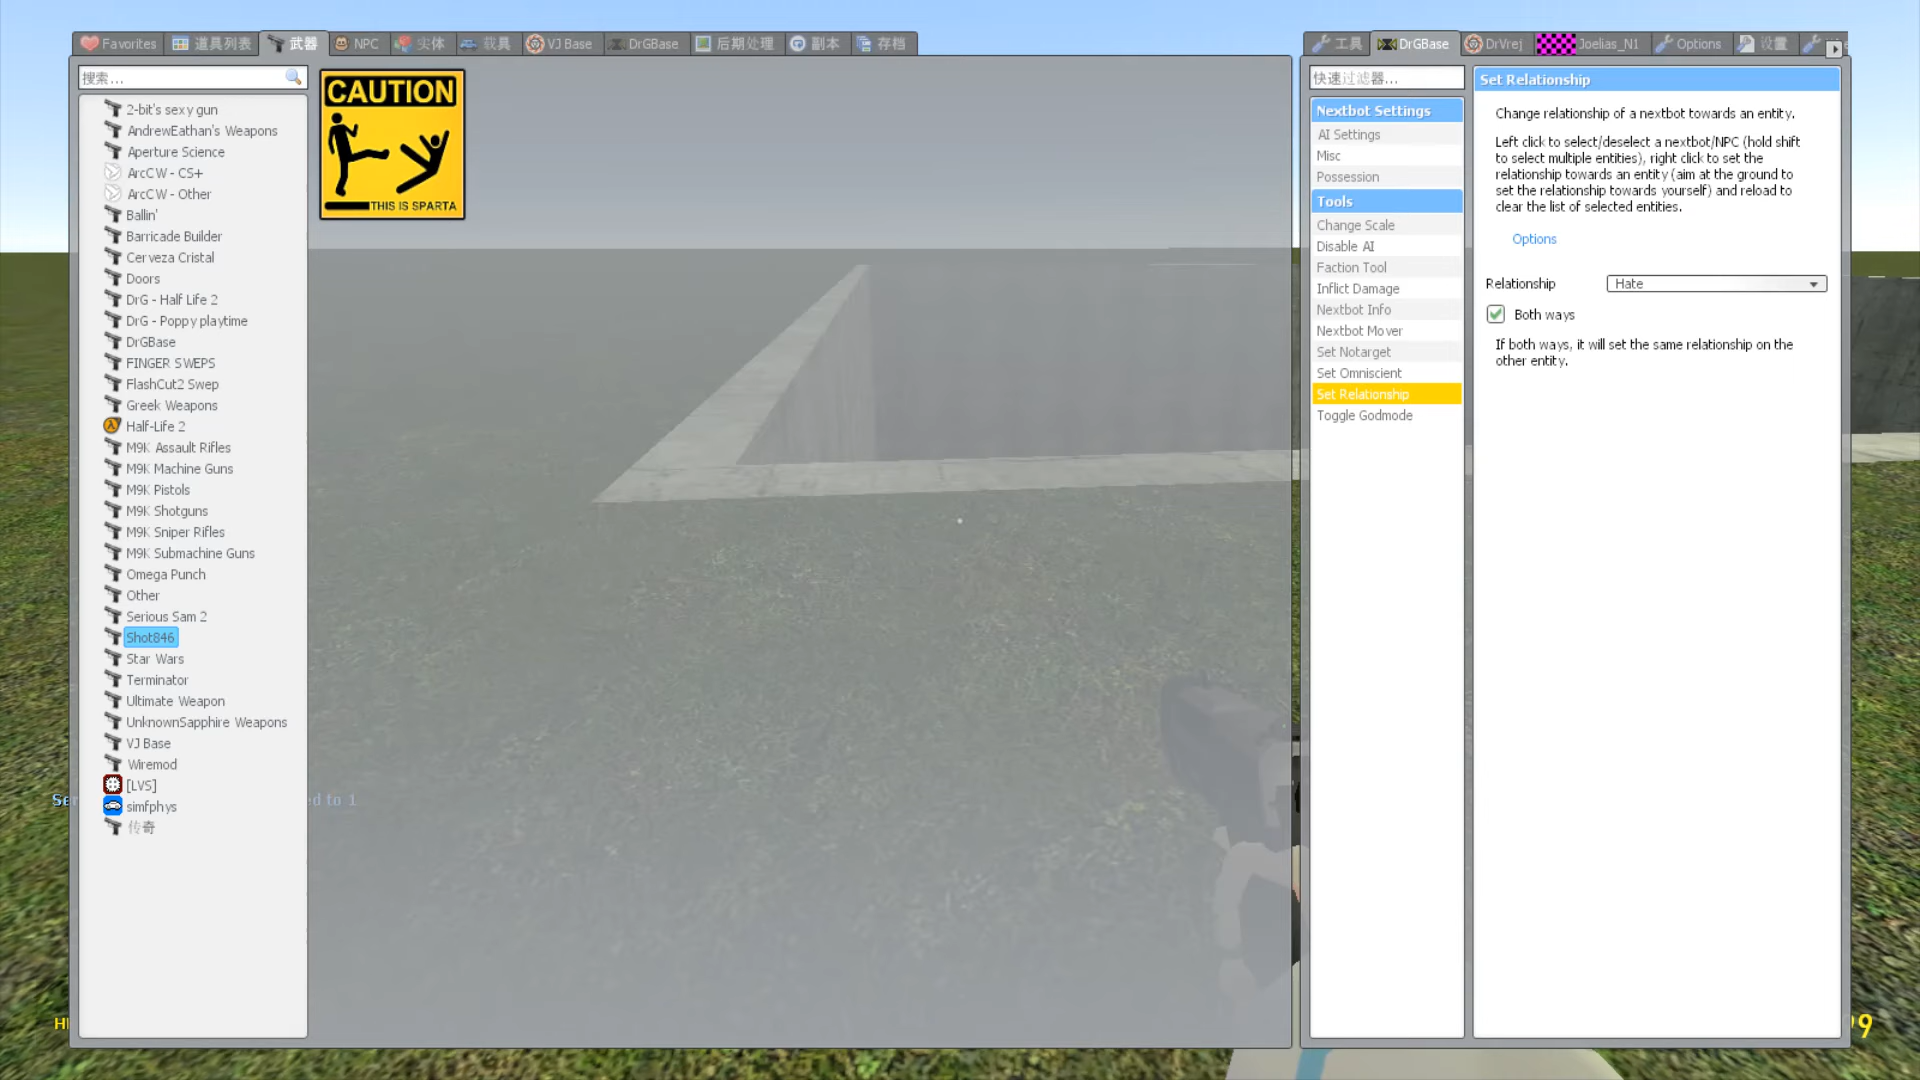 Favorites
道具列表
武器
NPC
实体
载具
VJ Base
DrGBase
后期处理
副本
存档
搜索...
2-bit's sexy gun
AndrewEathan's Weapons
Aperture Science
ArcCW - CS+
ArcCW - Other
Ballin'
Barricade Builder
Cerveza Cristal
Doors
DrG - Half Life 2
DrG - Poppy playtime
DrGBase
FINGER SWEPS
FlashCut2 Swep
Greek Weapons
Half-Life 2
M9K Assault Rifles
M9K Machine Guns
M9K Pistols
M9K Shotguns
M9K Sniper Rifles
M9K Submachine Guns
Omega Punch
Other
Serious Sam 2
Shot846
Star Wars
Terminator
Ultimate Weapon
UnknownSapphire Weapons
VJ Base
Wiremod
[LVS]
simfphys
传奇
CAUTION
THIS IS SPARTA
工具
DrGBase
DrVrej
Joelias_N1
Options
设置
快速过滤器...
Nextbot Settings
AI Settings
Misc
Possession
Tools
Change Scale
Disable AI
Faction Tool
Inflict Damage
Nextbot Info
Nextbot Mover
Set Notarget
Set Omniscient
Set Relationship
Toggle Godmode
Set Relationship
Change relationship of a nextbot towards an entity.
Left click to select/deselect a nextbot/NPC (hold shift
to select multiple entities), right click to set the
relationship towards an entity (aim at the ground to
set the relationship towards yourself) and reload to
clear the list of selected entities.
Options
Relationship
Hate
Both ways
If both ways, it will set the same relationship on the
other entity.
ed to 1